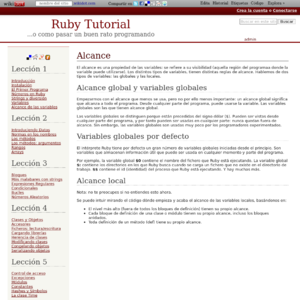 Ruby Tutorial
...o como pasar un buen rato programando
Crea tu cuenta o Conectarse
admin
Lección 1
Introducción
Instalación
El Primer Programa
Números en Ruby
Strings y diversión
Variables
Alcance
Lección 2
Introduciendo Datos
Normas en los nombres
Los métodos
Los métodos: argumentos
Rangos
Arrays
Lección 3
Bloques
Más malabares con strings
Expresiones Regulares
Condicionales
Bucles
Números Aleatorios
Lección 4
Clases y Objetos
Accesores
Ficheros: lectura/escritura
Cargando librerías
Herencia de clases
Modificando clases
Congelando objetos
Serializando objetos
Lección 5
Control de acceso
Excepciones
Módulos
Constantes
Hashes y Símbolos
La clase Time
Alcance
El alcance es una propiedad de las variables: se refiere a su visibilidad (aquella región del programa donde la
variable puede utilizarse). Los distintos tipos de variables, tienen distintas reglas de alcance. Hablemos de dos
tipos de variables: las globales y las locales.
Alcance global y variables globales
Empezaremos con el alcance que menos se usa, pero no por ello menos importante: un alcance global significa
que alcanza a todo el programa. Desde cualquier parte del programa, puede usarse la variable. Las variables
globales son las que tienen alcance global.
Las variables globales se distinguen porque están precedidas del signo dólar ($). Pueden ser vistas desde
cualquier parte del programa, y por tanto pueden ser usadas en cualquier parte: nunca quedan fuera de
alcance. Sin embargo, las variables globales son usadas muy poco por los programadores experimentados.
Variables globales por defecto
El intérprete Ruby tiene por defecto un gran número de variables globales iniciadas desde el principio. Son
variables que almacenan información útil que puede ser usada en cualquier momento y parte del programa.
Por ejemplo, la variable global $0 contiene el nombre del fichero que Ruby está ejecutando. La variable global
$: contiene los directorios en los que Ruby busca cuando se carga un fichero que no existe en el directorio de
trabajo. $$ contiene el id (identidad) del proceso que Ruby está ejecutando. Y hay muchas más.
Alcance local
Nota: no te preocupes si no entiendes esto, ahora.
Se puede intuir mirando el código dónde empieza y acaba el alcance de las variables locales, basándonos en:
El nivel más alto (fuera de todos los bloques de definición) tienen su propio alcance.
Cada bloque de definición de una clase o módulo tienen su propio alcance, incluso los bloques
anidados.
Toda definición de un método (def) tiene su propio alcance.